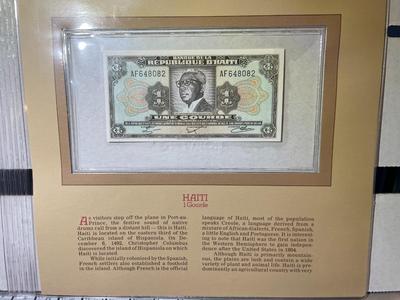 BANQUE DE LA
RÉPUBLIQUE D'HAÏTI
AF648082
AF648082
1
1
UNE GOURDE
HAITI
1 Gourde
As visitors step off the plane in Port-au-
Prince, the festive sound of native
drums call from a distant hill — this is Haiti.
Haiti is located on the eastern third of the
Caribbean island of Hispaniola. On De-
cember 6, 1492, Christopher Columbus
discovered the island of Hispaniola on which
Haiti is located.
While initially colonized by the Spanish,
French settlers also established a foothold
in the island. Although French is the official
language of Haiti, most of the population
speaks Creole, a language derived from a
mixture of African dialects, French, Spanish,
a little English and Portuguese. It is interest-
ing to note that Haiti was the first nation in
the Western Hemisphere to gain indepen-
dence after the United States in 1804.
Although Haiti is primarily mountain-
ous, the plains are lush and contain a wide
variety of plant and animal life. Haiti is pre-
dominantly an agricultural country with very